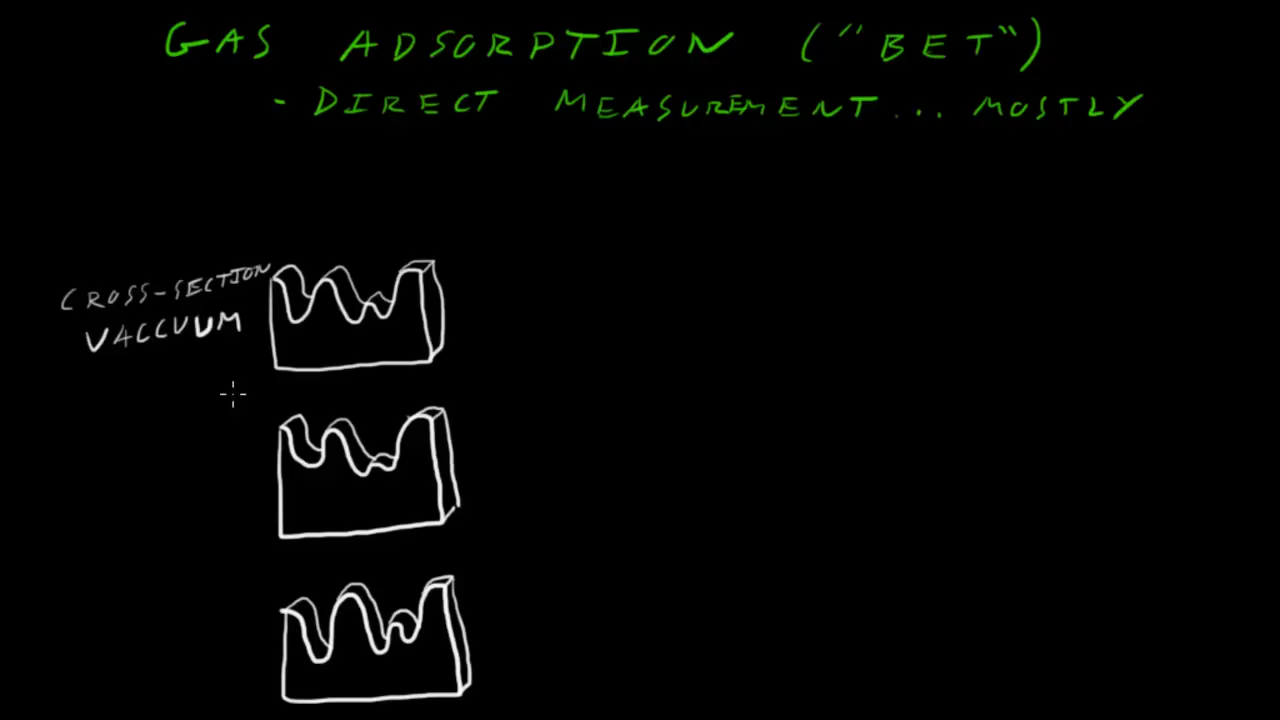 GAS ADSORPTION ("BET")
- DIRECT MEASUREMENT... MOSTLY
CROSS-SECTION
VACCUUM